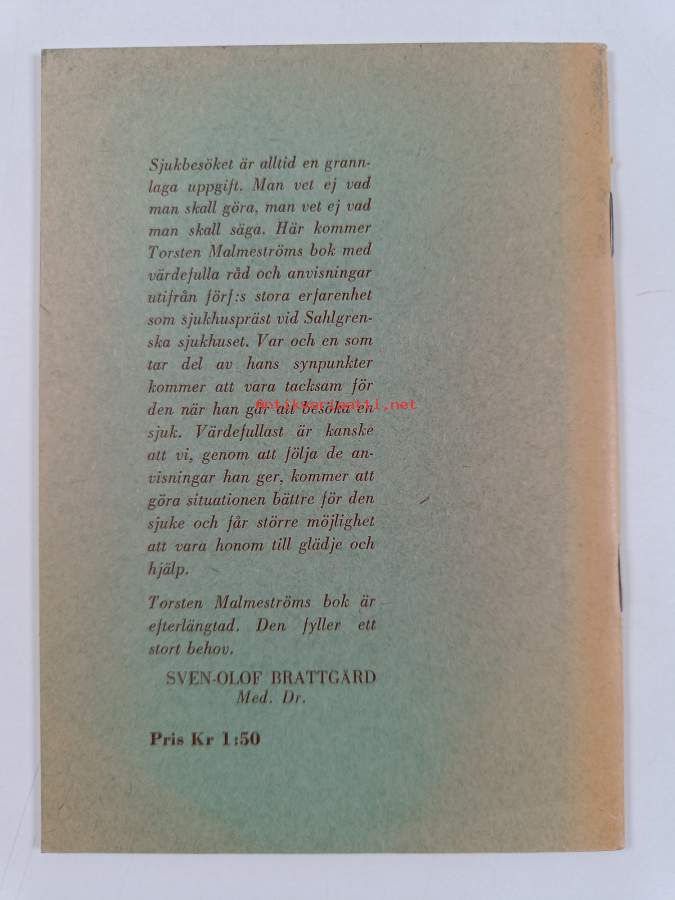 Sjukbesöket är alltid en grann-
laga uppgift. Man vet ej vad
man skall göra, man vet ej vad
man skall säga. Här kommer
Torsten Malmeströms bok med
värdefulla råd och anvisningar
utifrån förf:s stora erfarenhet
som sjukhuspräst vid Sahlgren-
ska sjukhuset. Var och en som
tar del av hans synpunkter
kommer att vara tacksam för
den när han går att besöka en
sjuk. Värdefullast är kanske
att vi, genom att följa de an-
visningar han ger, kommer att
göra situationen bättre för den
sjuke och får större möjlighet
att vara honom till glädje och
hjälp.
Torsten Malmeströms bok är
efterlängtad. Den fyller ett
stort behov.
SVEN-OLOF BRATTGÅRD
Med. Dr.
Pris Kr 1:50